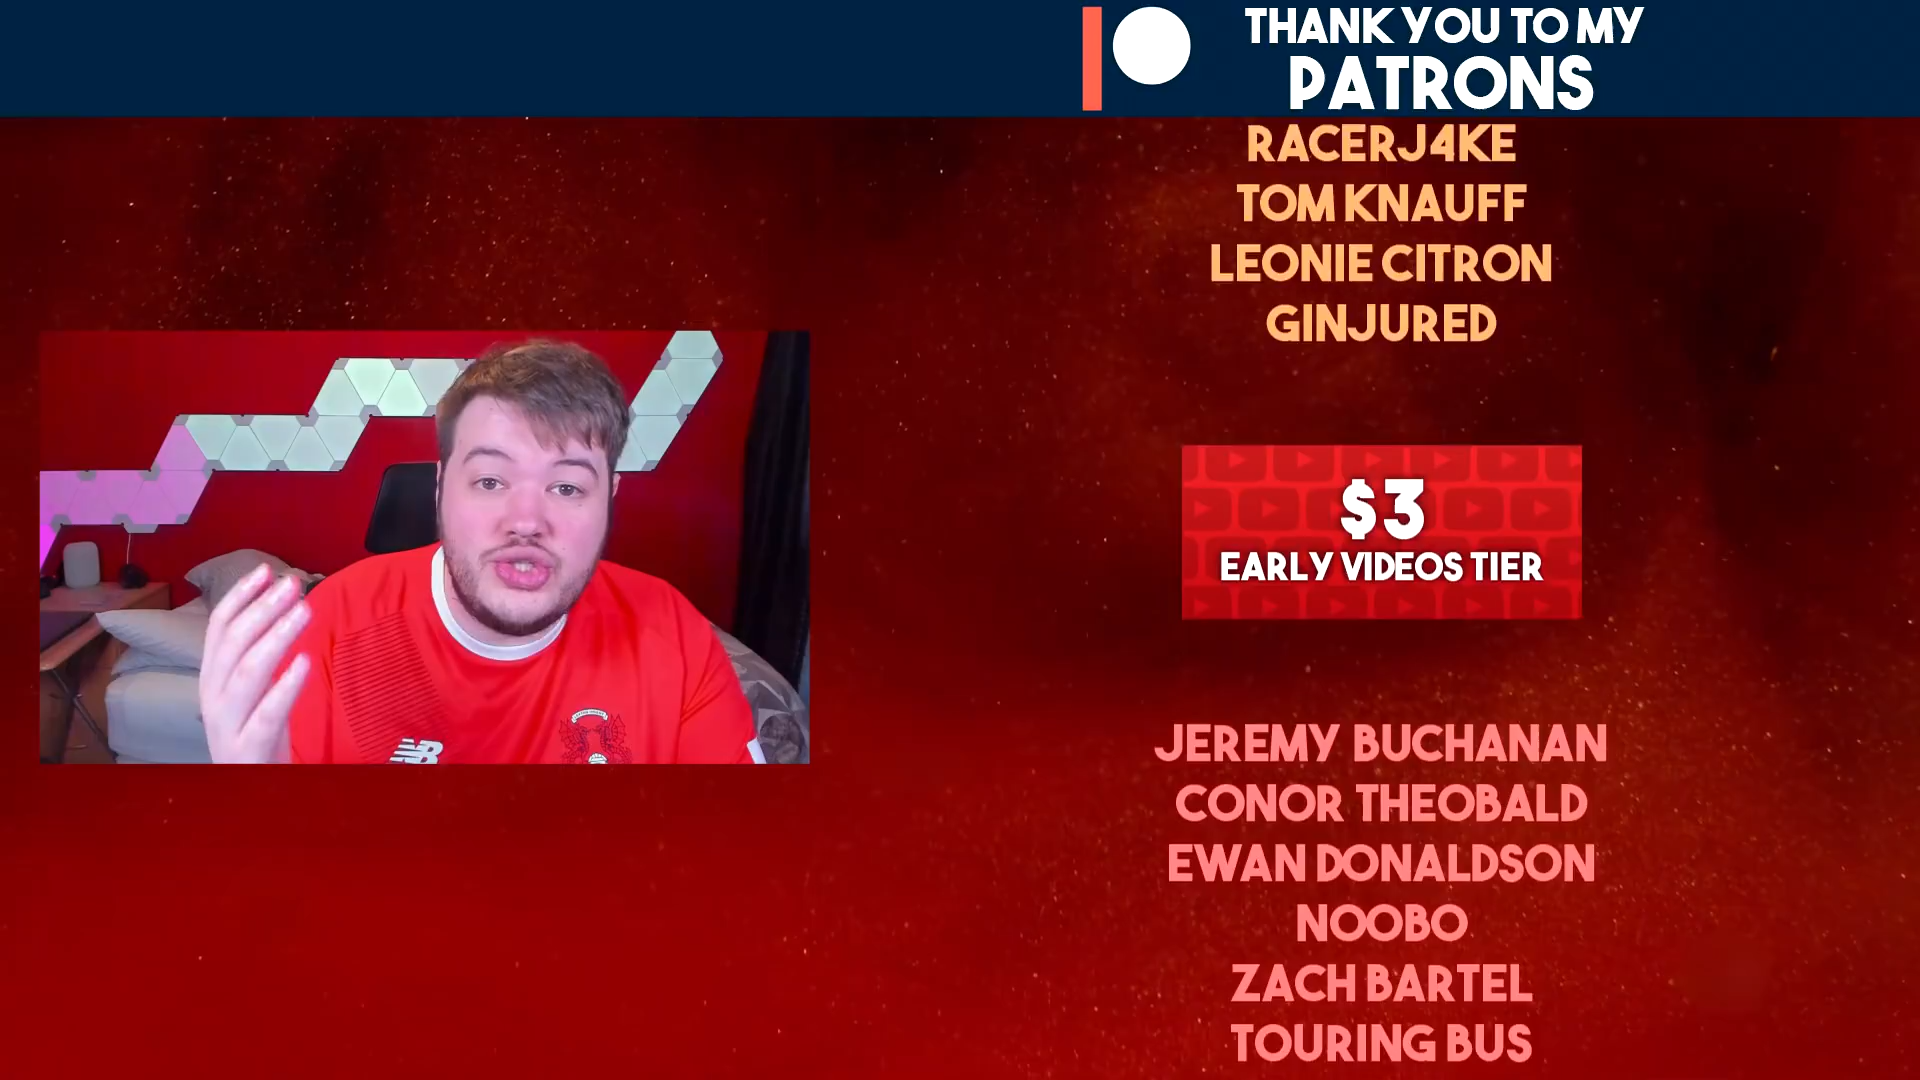 THANK YOU TO MY
PATRONS
RACERJ4KE
TOM KNAUFF
LEONIE CITRON
GINJURED
$3
EARLY VIDEOS TIER
JEREMY BUCHANAN
CONOR THEOBALD
EWAN DONALDSON
NOOBO
ZACH BARTEL
TOURING BUS
NB